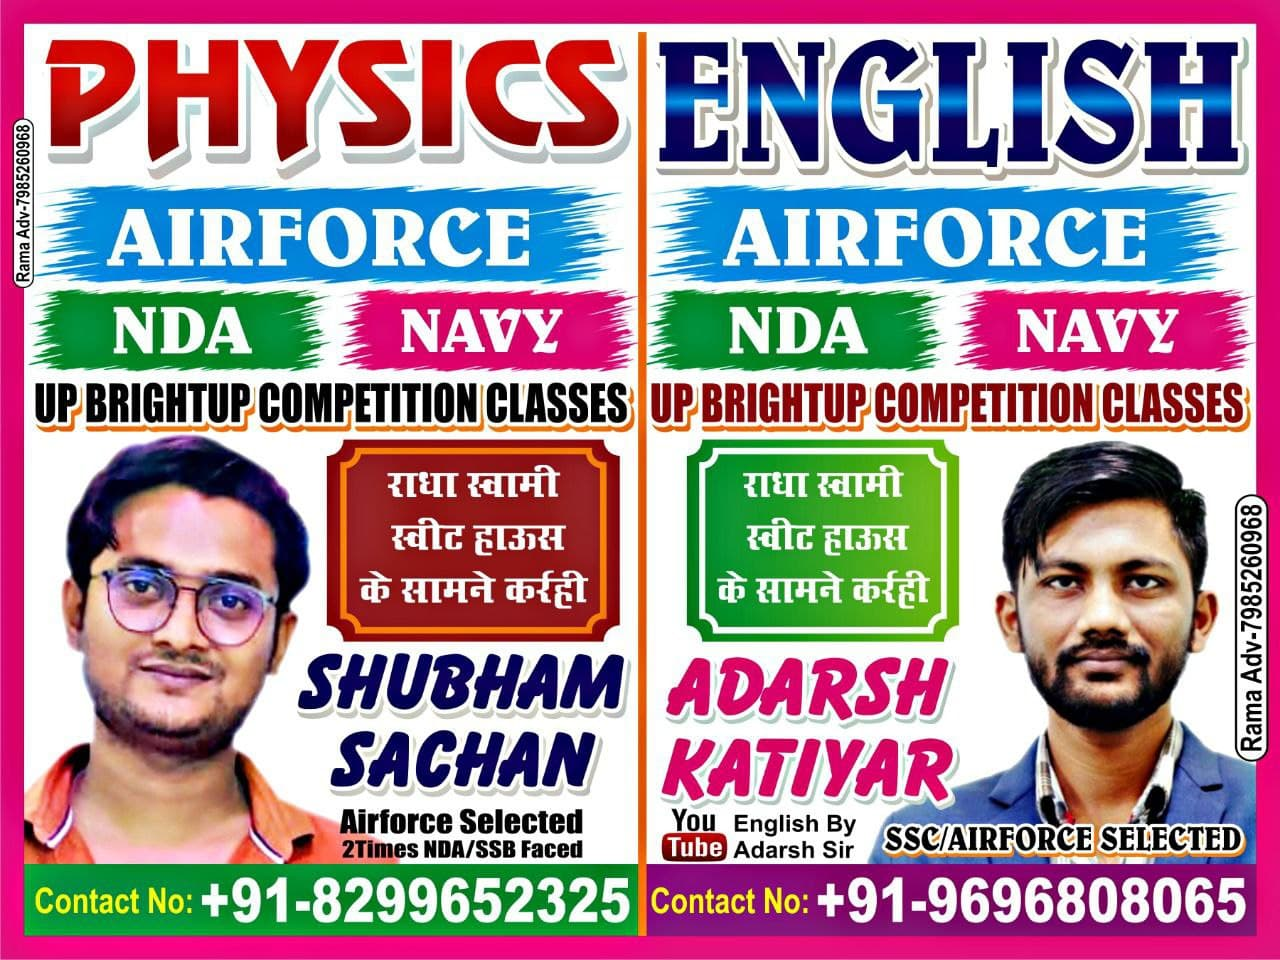 PHYSICS
AIRFORCE
NDA NAVY
UP BRIGHTUP COMPETITION CLASSES
राधा स्वामी
स्वीट हाऊस
के सामने कर्रही
SHUBHAM
SACHAN
Airforce Selected
2Times NDA/SSB Faced
Contact No: +91-8299652325
Rama Adv-7985260968
ENGLISH
AIRFORCE
NDA NAVY
UP BRIGHTUP COMPETITION CLASSES
राधा स्वामी
स्वीट हाऊस
के सामने कर्रही
ADARSH
KATIYAR
You Tube English By
Adarsh Sir
SSC/AIRFORCE SELECTED
Contact No: +91-9696808065
Rama Adv-7985260968